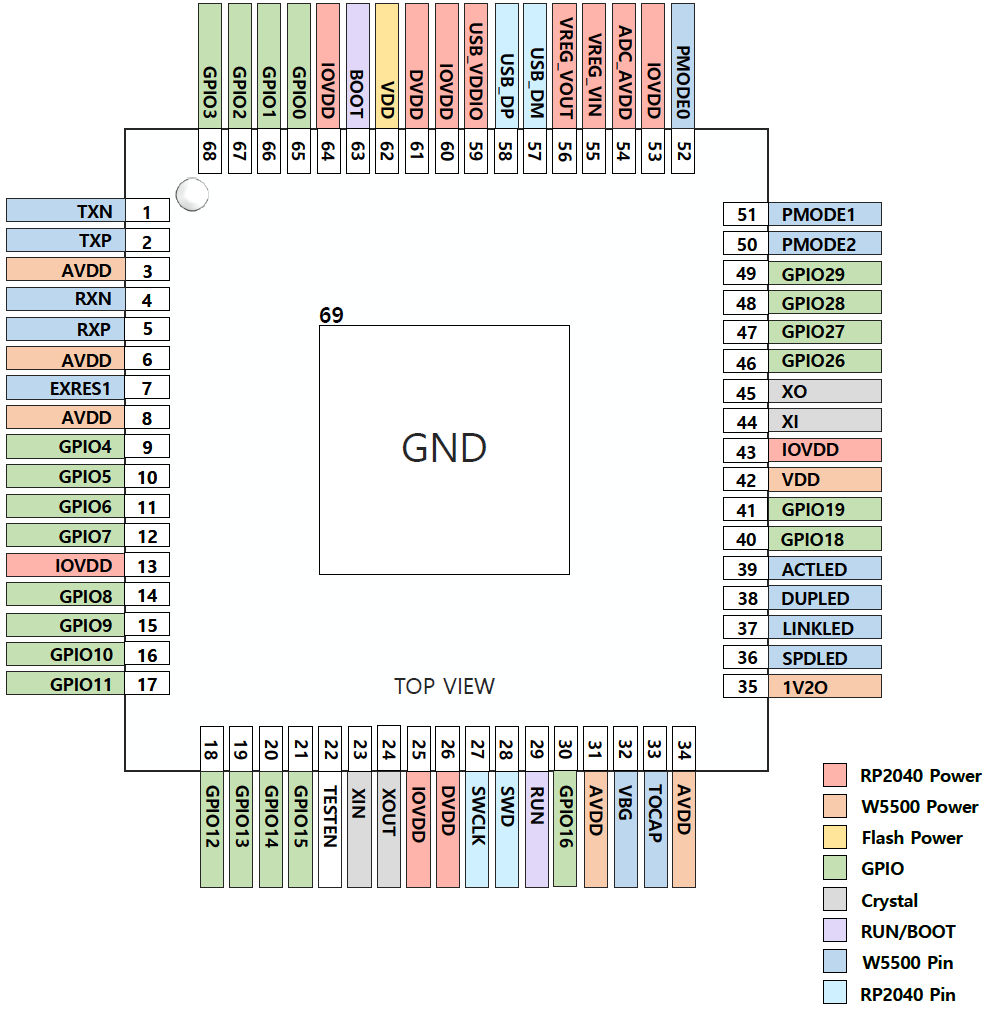 GPIO3 GPIO2 GPIO1 GPIO0 IOVDD BOOT VDD DVDD IOVDD USB_VDDIO USB_DP USB_DM VREG_VOUT VREG_VIN ADC_AVDD IOVDD PMODE0
68 67 66 65 64 63 62 61 60 59 58 57 56 55 54 53 52
TXN 1
TXP 2
AVDD 3
RXN 4
RXP 5
AVDD 6
EXRES1 7
AVDD 8
GPIO4 9
GPIO5 10
GPIO6 11
GPIO7 12
IOVDD 13
GPIO8 14
GPIO9 15
GPIO10 16
GPIO11 17
51 PMODE1
50 PMODE2
49 GPIO29
48 GPIO28
47 GPIO27
46 GPIO26
45 XO
44 XI
43 IOVDD
42 VDD
41 GPIO19
40 GPIO18
39 ACTLED
38 DUPLED
37 LINKLED
36 SPDLED
35 1V2O
69
GND
TOP VIEW
18 19 20 21 22 23 24 25 26 27 28 29 30 31 32 33 34
GPIO12 GPIO13 GPIO14 GPIO15 TESTEN XIN XOUT IOVDD DVDD SWCLK SWD RUN GPIO16 AVDD VBG TOCAP AVDD
RP2040 Power
W5500 Power
Flash Power
GPIO
Crystal
RUN/BOOT
W5500 Pin
RP2040 Pin